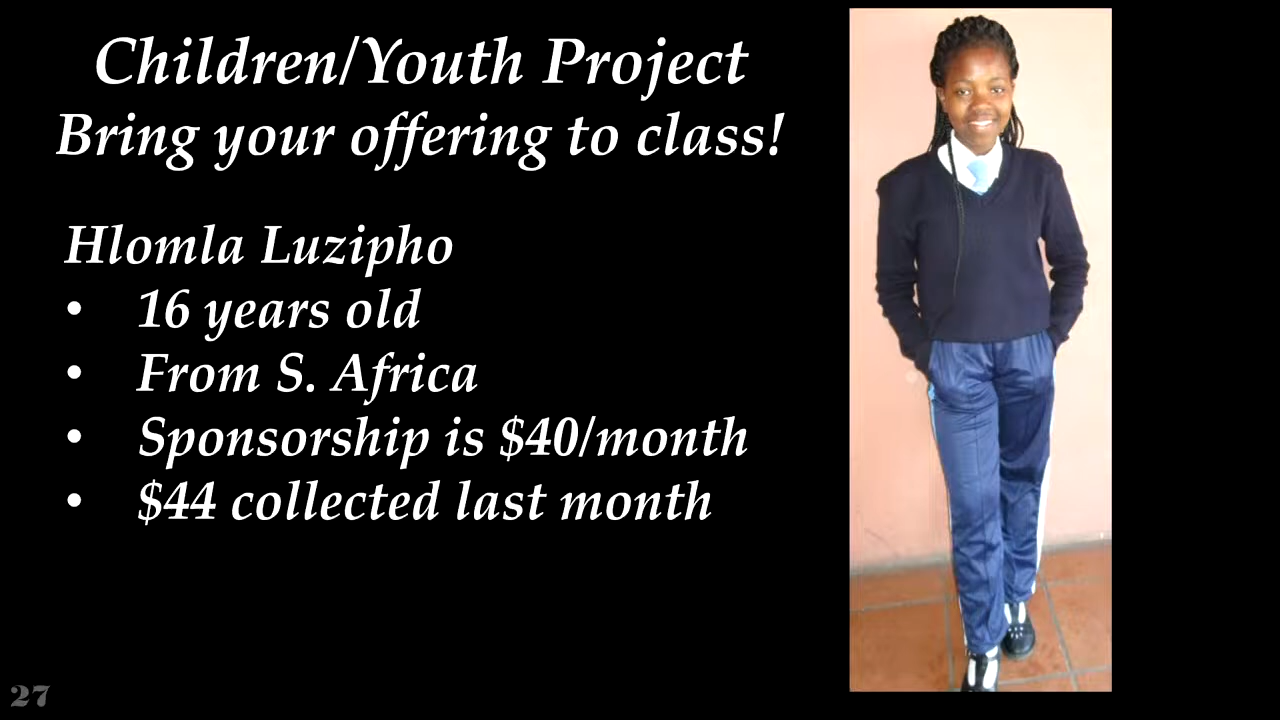 Children/Youth Project
Bring your offering to class!
Hlomla Luzipho
• 16 years old
• From S. Africa
• Sponsorship is $40/month
• $44 collected last month
27